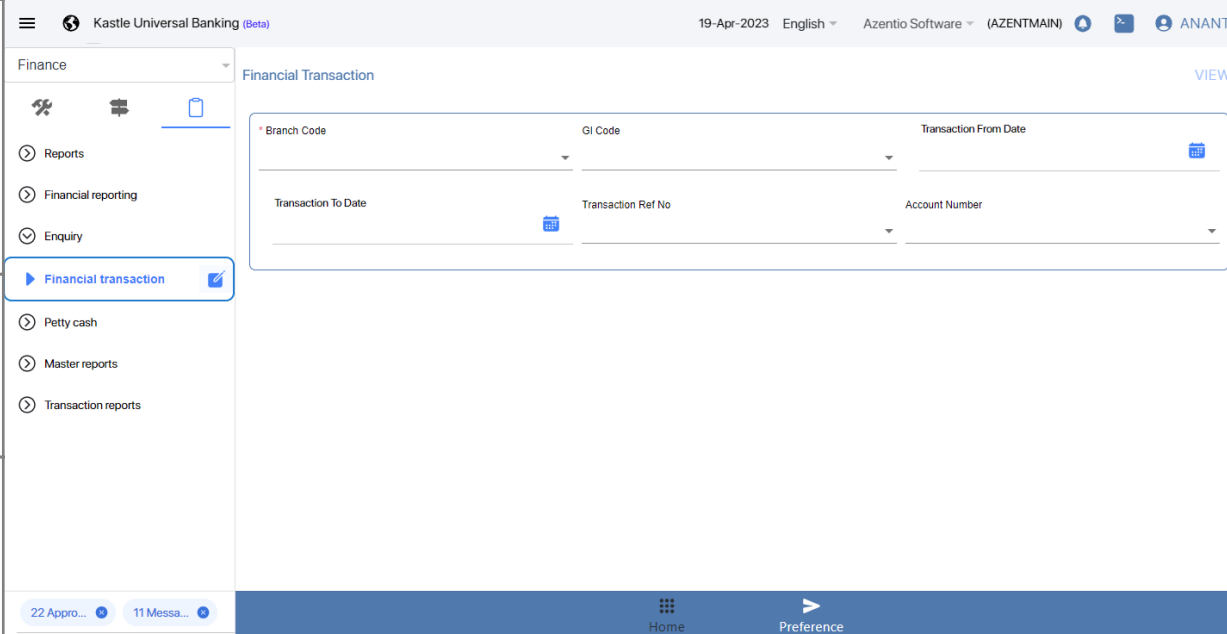 Kastle Universal Banking (Beta)
19-Apr-2023 English Azentio Software (AZENTMAIN) ANANT
Finance
Financial Transaction
VIEW
Reports
Financial reporting
Enquiry
Financial transaction
Petty cash
Master reports
Transaction reports
* Branch Code
GI Code
Transaction From Date
Transaction To Date
Transaction Ref No
Account Number
22 Appro...
11 Messa...
Home
Preference